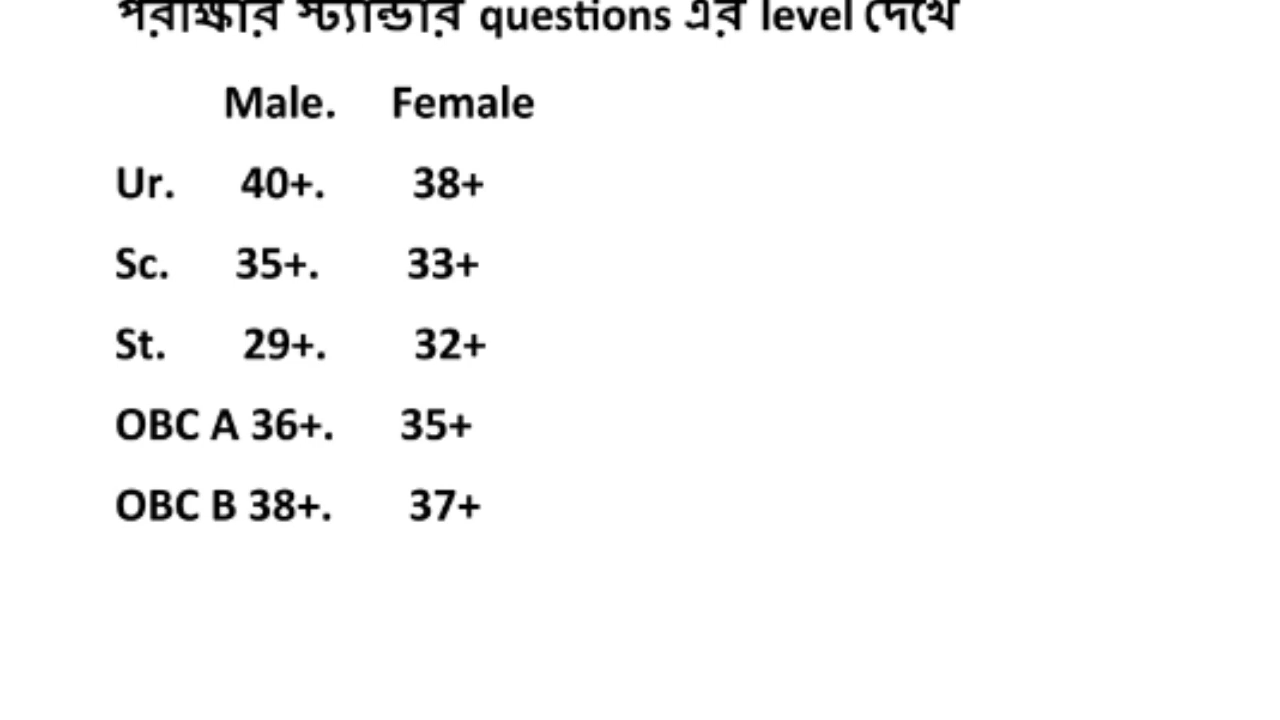 পরীক্ষার স্ট্যান্ডার questions এর level দেখে
Male. Female
Ur. 40+. 38+
Sc. 35+. 33+
St. 29+. 32+
OBC A 36+. 35+
OBC B 38+. 37+